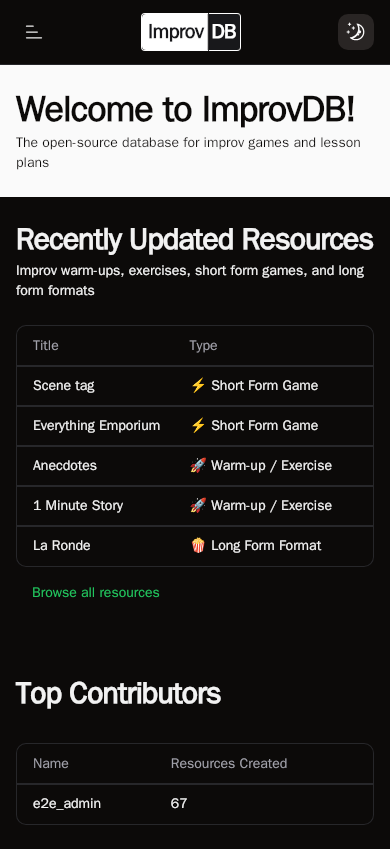 Improv DB
Welcome to ImprovDB!
The open-source database for improv games and lesson
plans
Recently Updated Resources
Improv warm-ups, exercises, short form games, and long
form formats
Title Type
Scene tag ⚡ Short Form Game
Everything Emporium ⚡ Short Form Game
Anecdotes 🚀 Warm-up / Exercise
1 Minute Story 🚀 Warm-up / Exercise
La Ronde 🍿 Long Form Format
Browse all resources
Top Contributors
Name Resources Created
e2e_admin 67